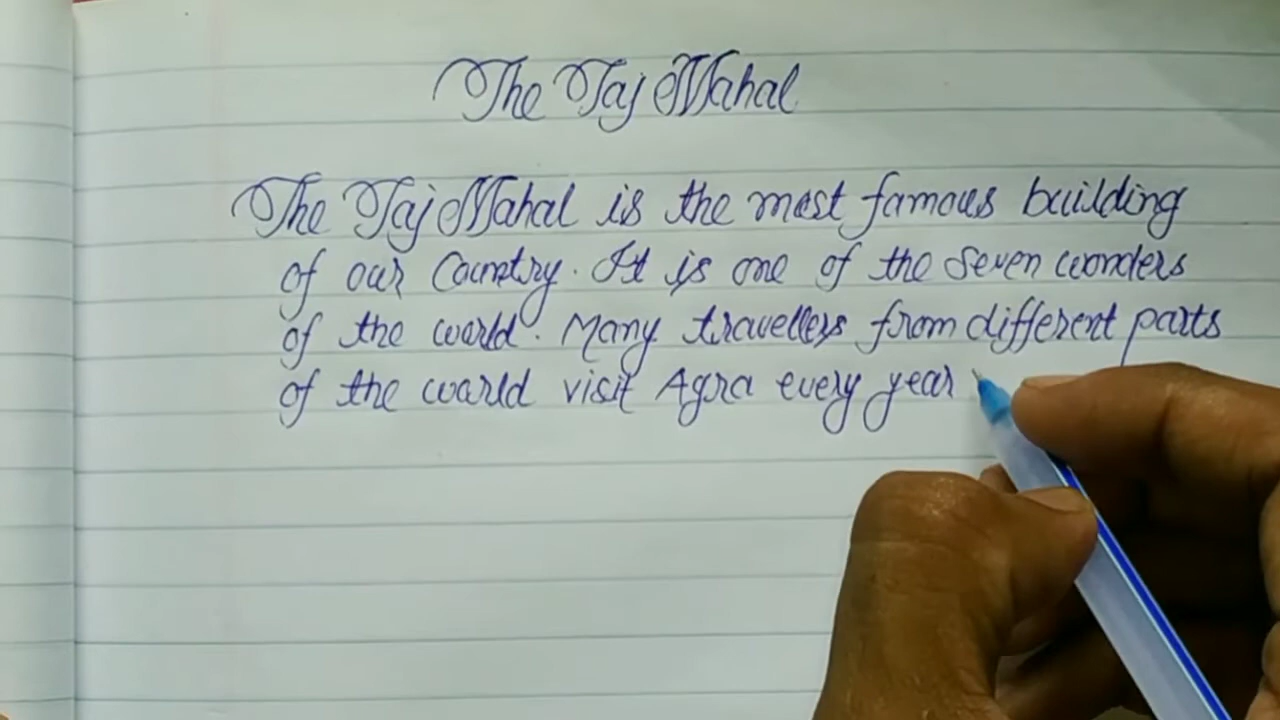 The Taj Mahal
The Taj Mahal is the most famous building
of our Country. It is one of the Seven wonders
of the world. Many travellers from different parts
of the world visit Agra every year